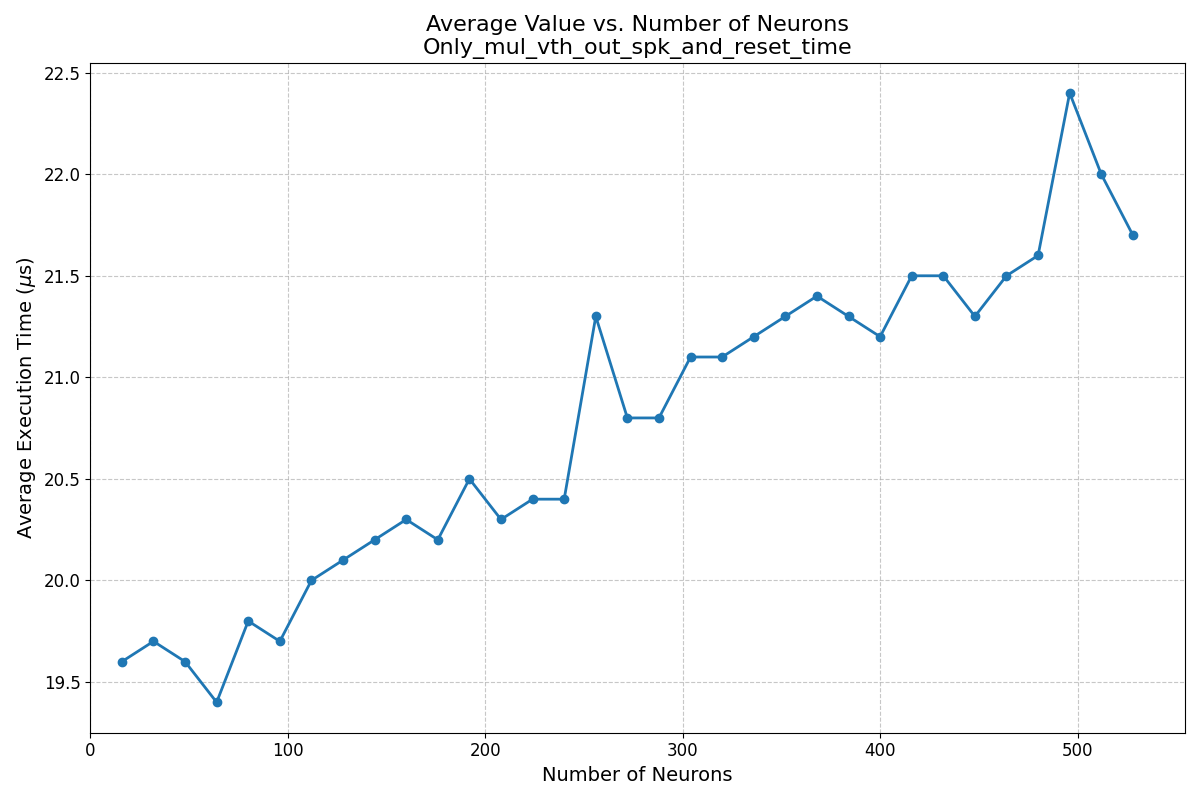 Average Value vs. Number of Neurons
Only_mul_vth_out_spk_and_reset_time
22.5
22.0
21.5
21.0
20.5
20.0
19.5
Average Execution Time (μs)
0 100 200 300 400 500
Number of Neurons